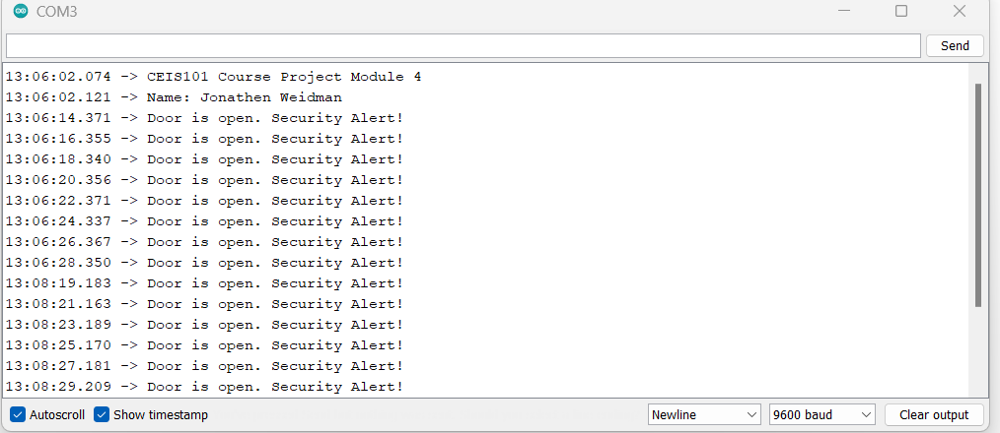 COM3
Send
13:06:02.074 -> CEIS101 Course Project Module 4
13:06:02.121 -> Name: Jonathen Weidman
13:06:14.371 -> Door is open. Security Alert!
13:06:16.355 -> Door is open. Security Alert!
13:06:18.340 -> Door is open. Security Alert!
13:06:20.356 -> Door is open. Security Alert!
13:06:22.371 -> Door is open. Security Alert!
13:06:24.337 -> Door is open. Security Alert!
13:06:26.367 -> Door is open. Security Alert!
13:06:28.350 -> Door is open. Security Alert!
13:08:19.183 -> Door is open. Security Alert!
13:08:21.163 -> Door is open. Security Alert!
13:08:23.189 -> Door is open. Security Alert!
13:08:25.170 -> Door is open. Security Alert!
13:08:27.181 -> Door is open. Security Alert!
13:08:29.209 -> Door is open. Security Alert!
Autoscroll Show timestamp Newline 9600 baud Clear output